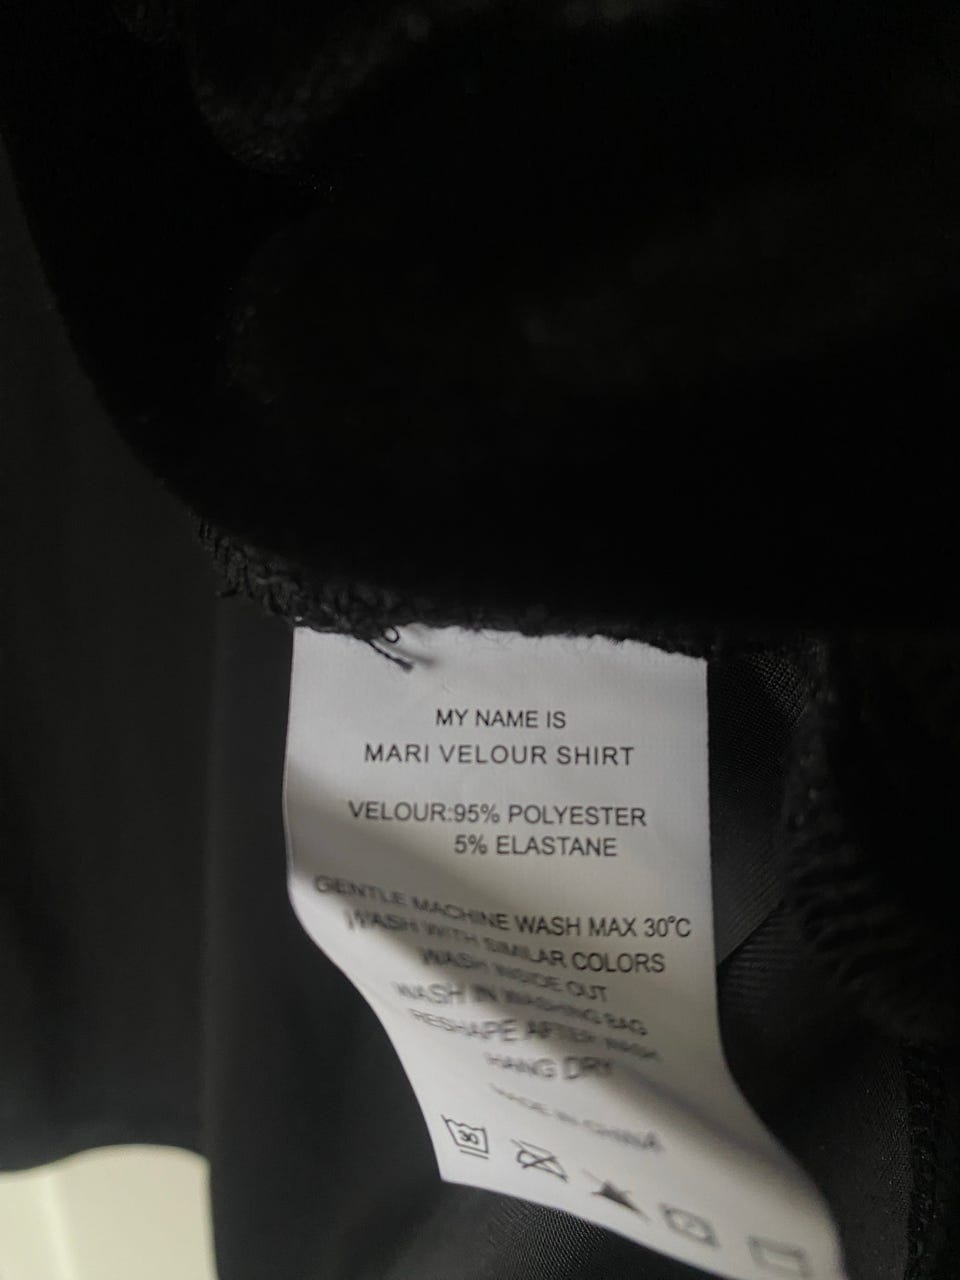 MY NAME IS
MARI VELOUR SHIRT
VELOUR:95% POLYESTER
5% ELASTANE
GENTLE MACHINE WASH MAX 30°C
WASH WITH SIMILAR COLORS
WASH INSIDE OUT
WASH IN WASHING BAG
RESHAPE AFTER WASH
HANG DRY
MADE IN CHINA
30